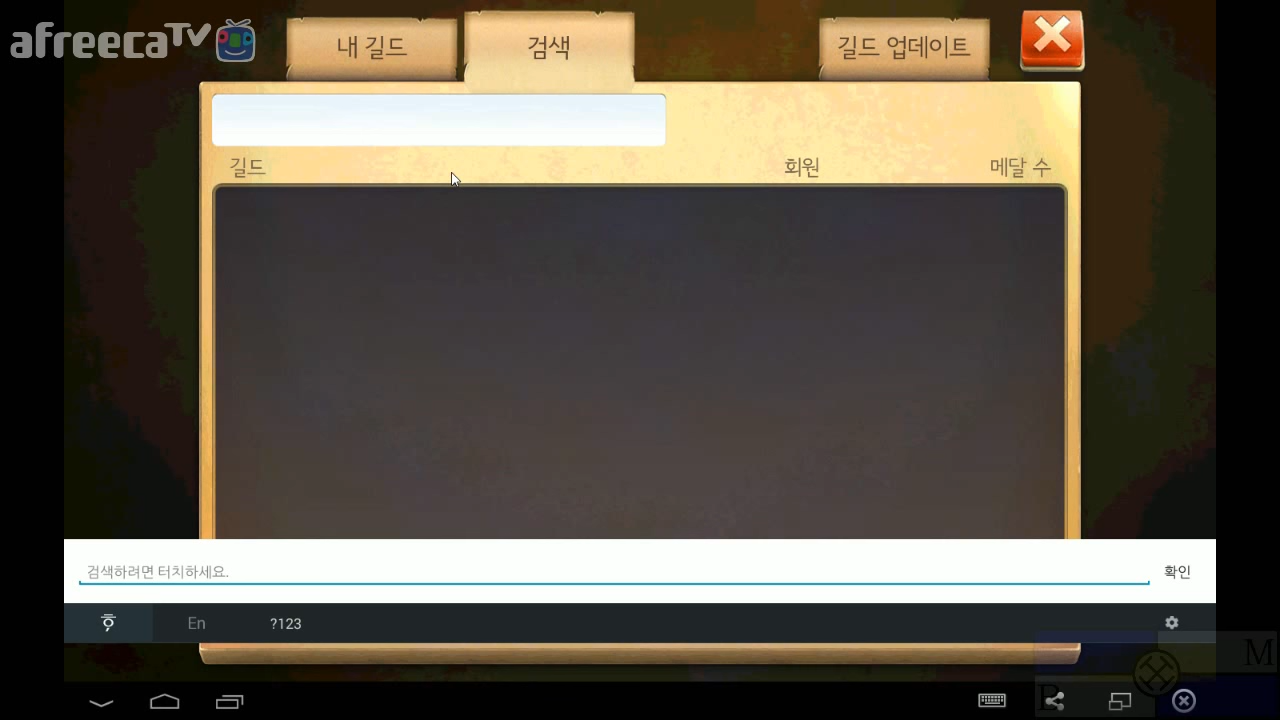 afreecaTV
내 길드
검색
길드 업데이트
길드
회원
메달 수
검색하려면 터치하세요.
확인
En
?123
M
B